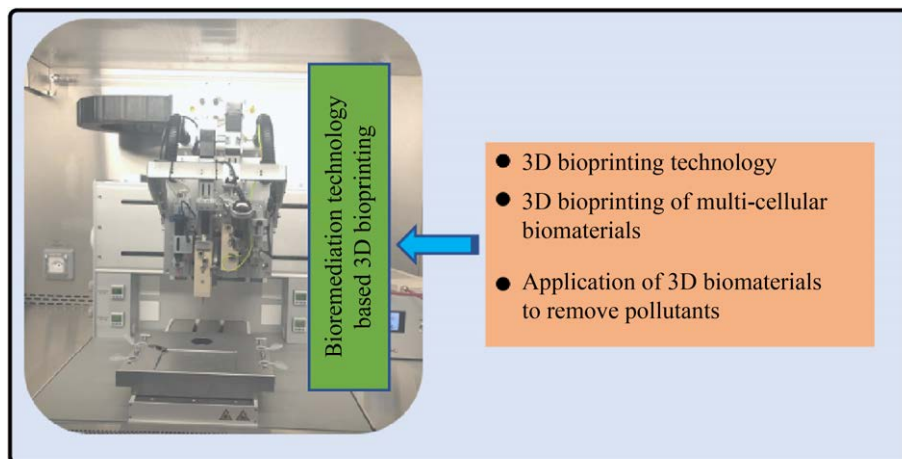 Bioremediation technology
based 3D bioprinting
● 3D bioprinting technology
● 3D bioprinting of multi-cellular
biomaterials
● Application of 3D biomaterials
to remove pollutants